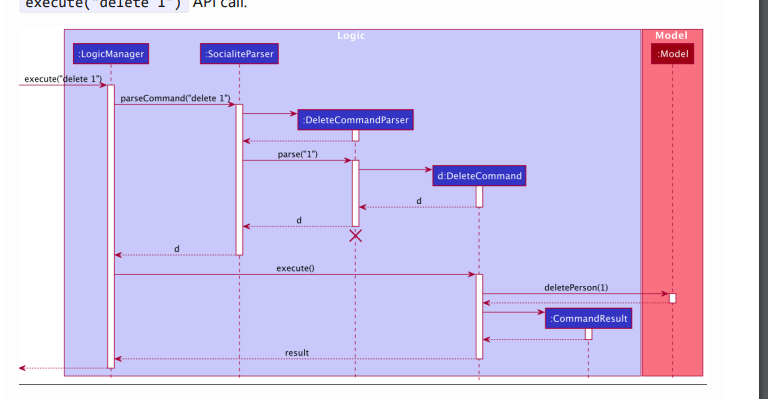 execute("delete 1") API call.
Logic
Model
:LogicManager
:SocialiteParser
:Model
execute("delete 1")
parseCommand("delete 1")
:DeleteCommandParser
parse("1")
d:DeleteCommand
d
d
d
execute()
deletePerson(1)
:CommandResult
result